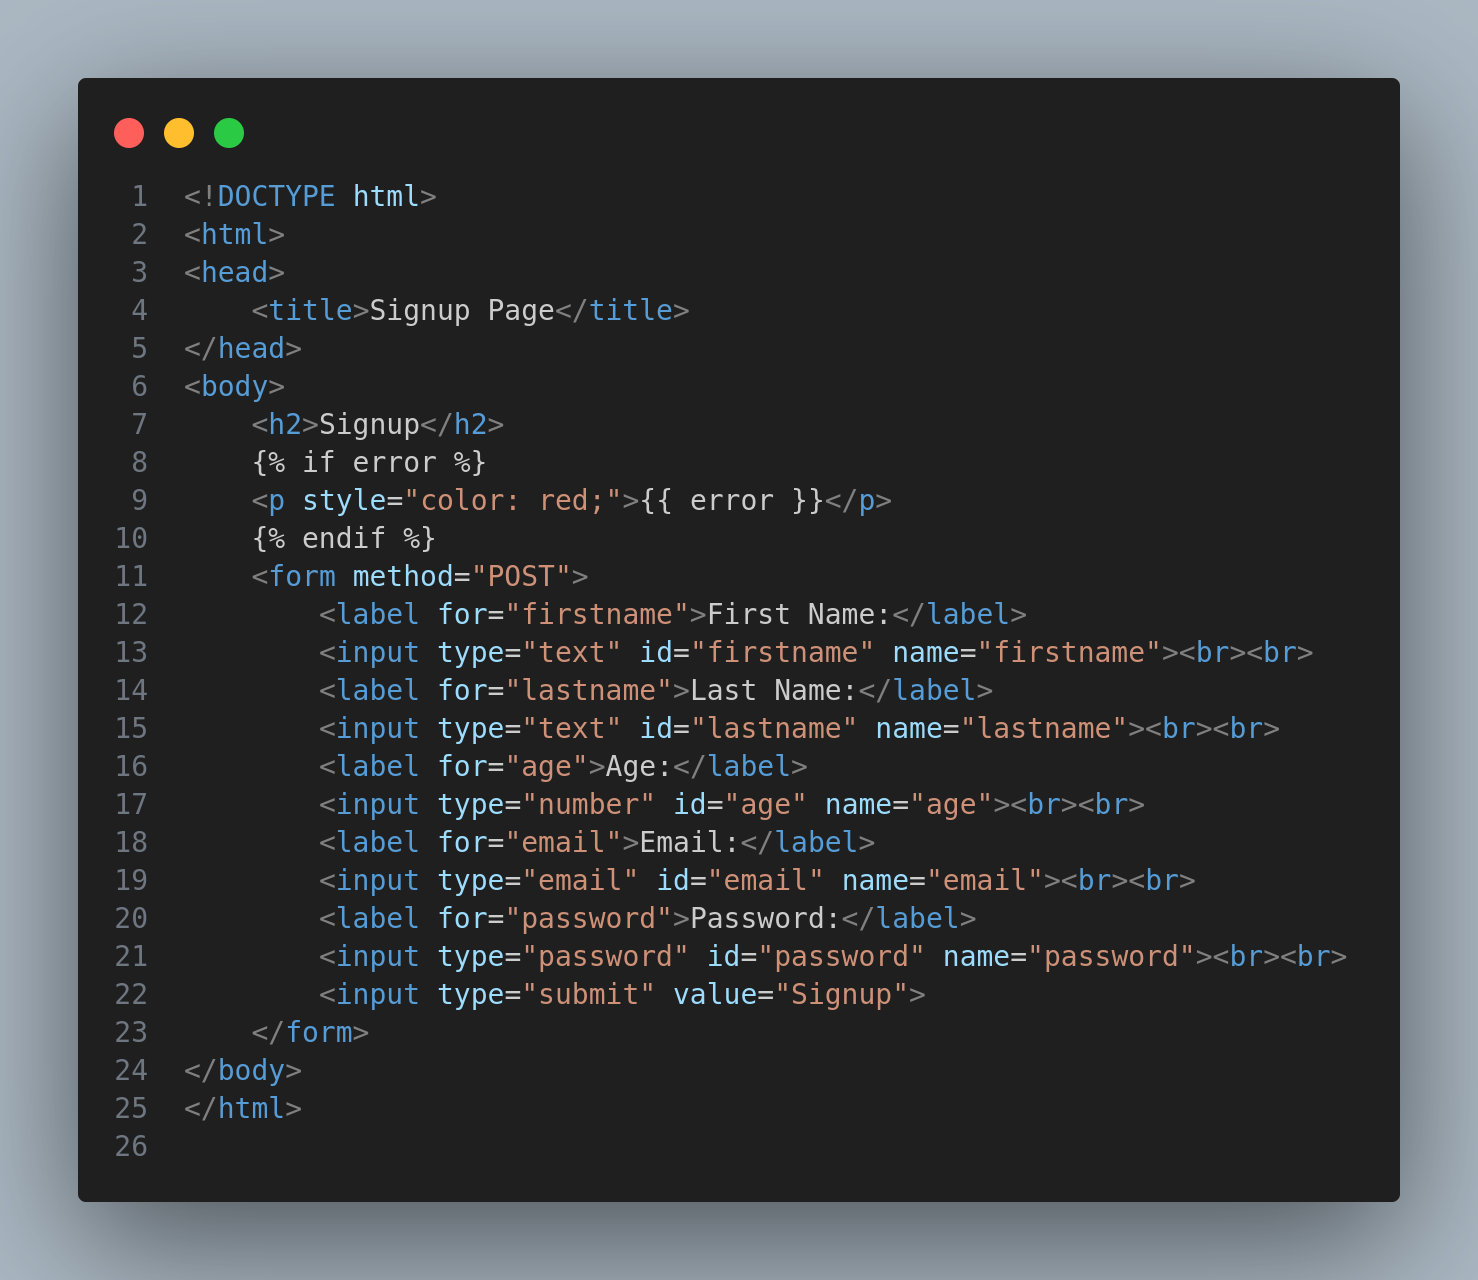 1 <!DOCTYPE html>
2 <html>
3 <head>
4     <title>Signup Page</title>
5 </head>
6 <body>
7     <h2>Signup</h2>
8     {% if error %}
9     <p style="color: red;">{{ error }}</p>
10     {% endif %}
11     <form method="POST">
12         <label for="firstname">First Name:</label>
13         <input type="text" id="firstname" name="firstname"><br><br>
14         <label for="lastname">Last Name:</label>
15         <input type="text" id="lastname" name="lastname"><br><br>
16         <label for="age">Age:</label>
17         <input type="number" id="age" name="age"><br><br>
18         <label for="email">Email:</label>
19         <input type="email" id="email" name="email"><br><br>
20         <label for="password">Password:</label>
21         <input type="password" id="password" name="password"><br><br>
22         <input type="submit" value="Signup">
23     </form>
24 </body>
25 </html>
26